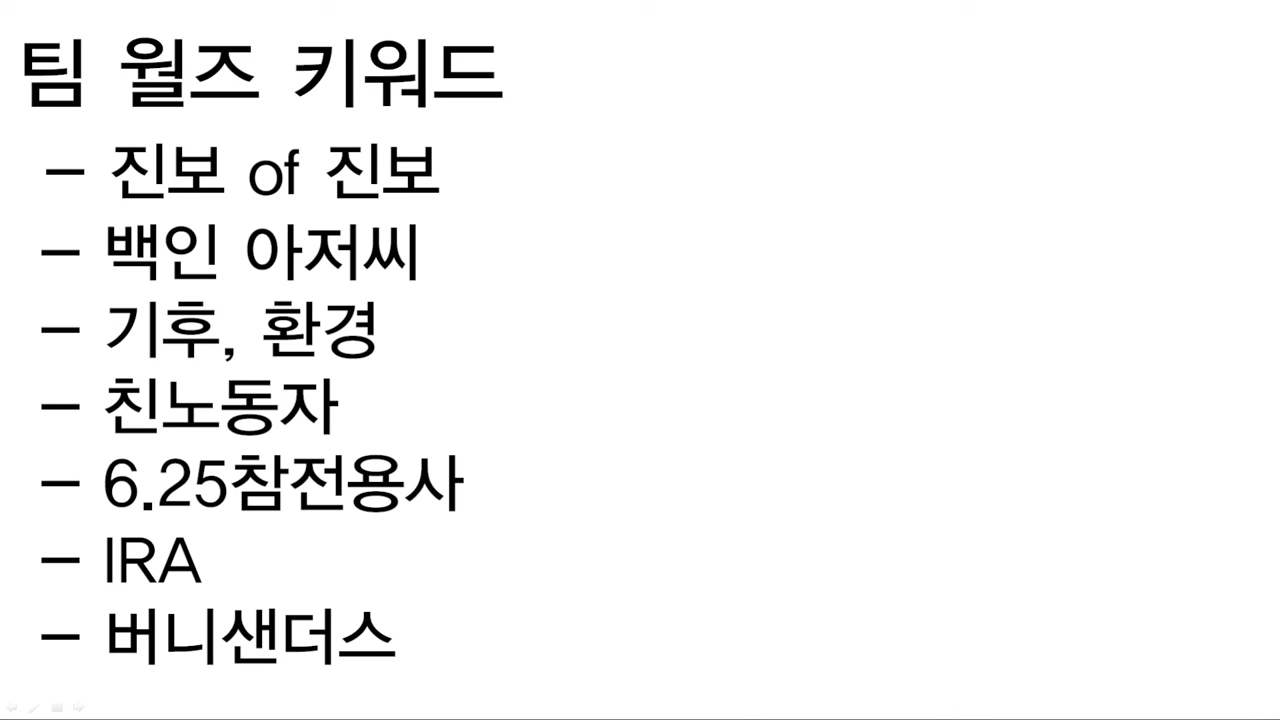 팀 월즈 키워드
- 진보 of 진보
- 백인 아저씨
- 기후, 환경
- 친노동자
- 6.25참전용사
- IRA
- 버니샌더스